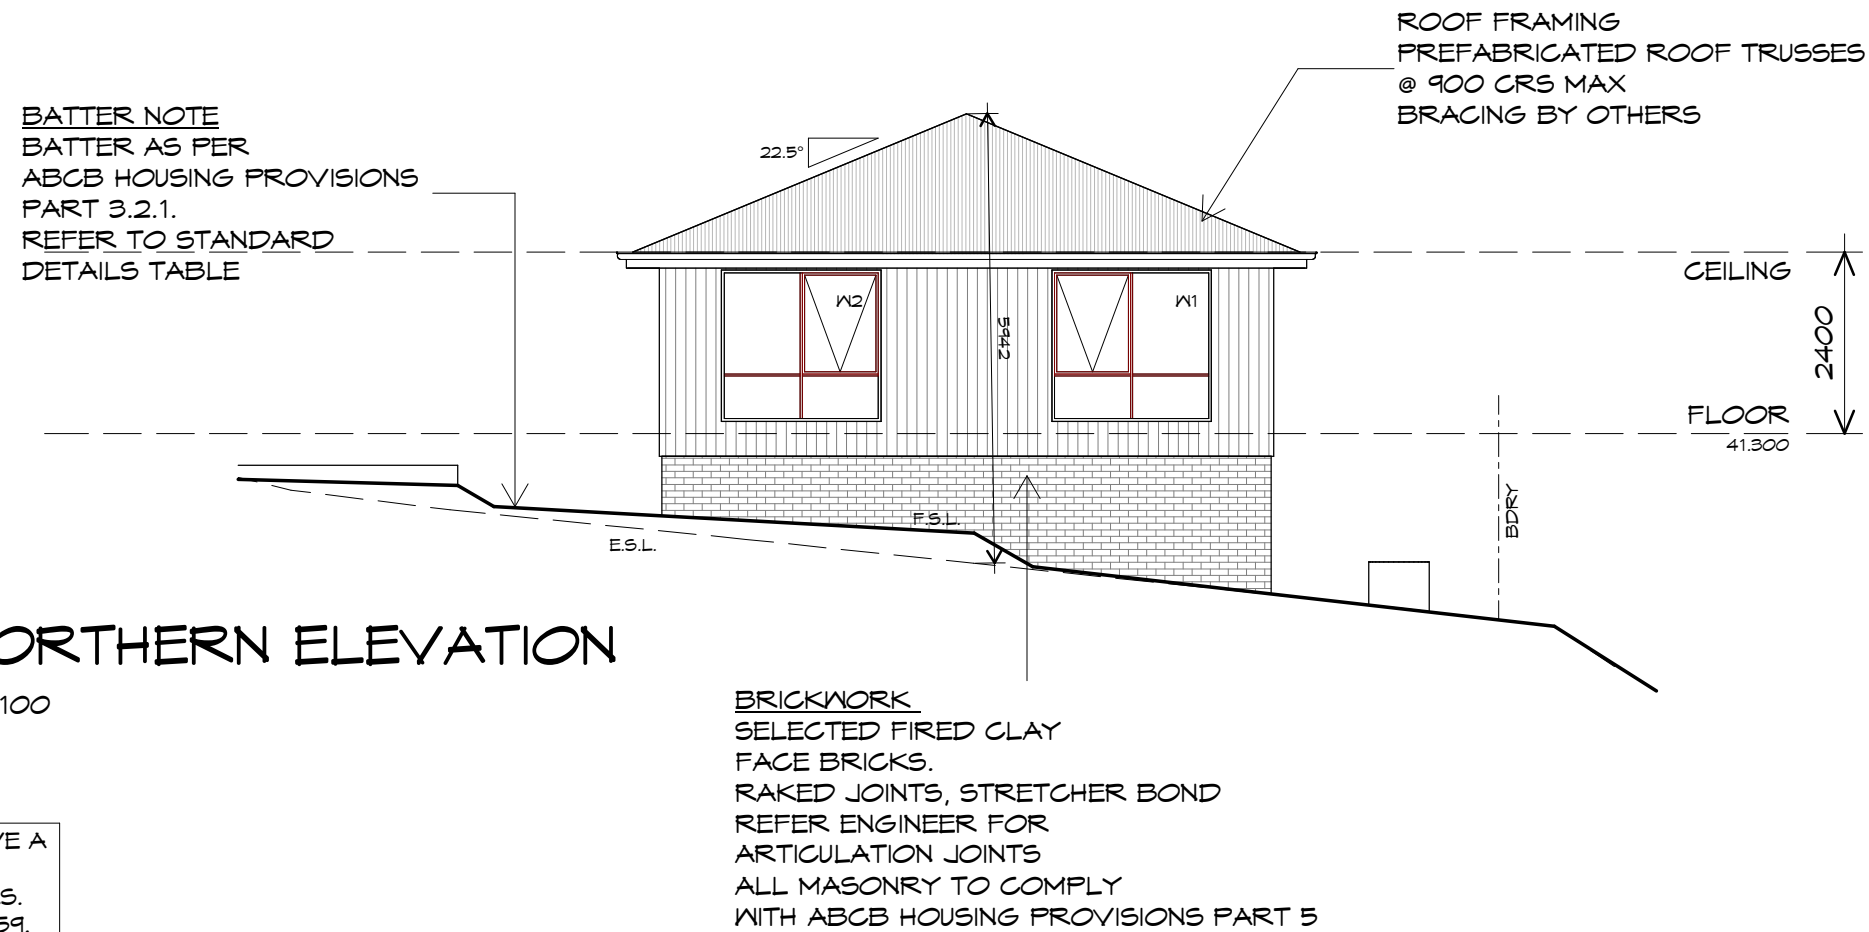 ROOF FRAMING
PREFABRICATED ROOF TRUSSES
@ 900 CRS MAX
BRACING BY OTHERS
BATTER NOTE
BATTER AS PER
ABCB HOUSING PROVISIONS
PART 3.2.1.
REFER TO STANDARD
DETAILS TABLE
22.5°
CEILING
W2
W1
5942
2400
FLOOR
41.300
BDRY
F.S.L.
E.S.L.
ORTHERN ELEVATION
100
BRICKWORK
SELECTED FIRED CLAY
FACE BRICKS.
RAKED JOINTS, STRETCHER BOND
REFER ENGINEER FOR
ARTICULATION JOINTS
ALL MASONRY TO COMPLY
WITH ABCB HOUSING PROVISIONS PART 5
VE A
S.
59.